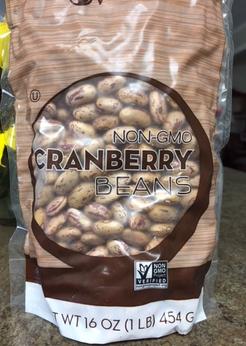 U
NON-GMO
CRANBERRY
BEANS
NON
GMO
VERIFIED
T WT 16 OZ (1 LB) 454 G